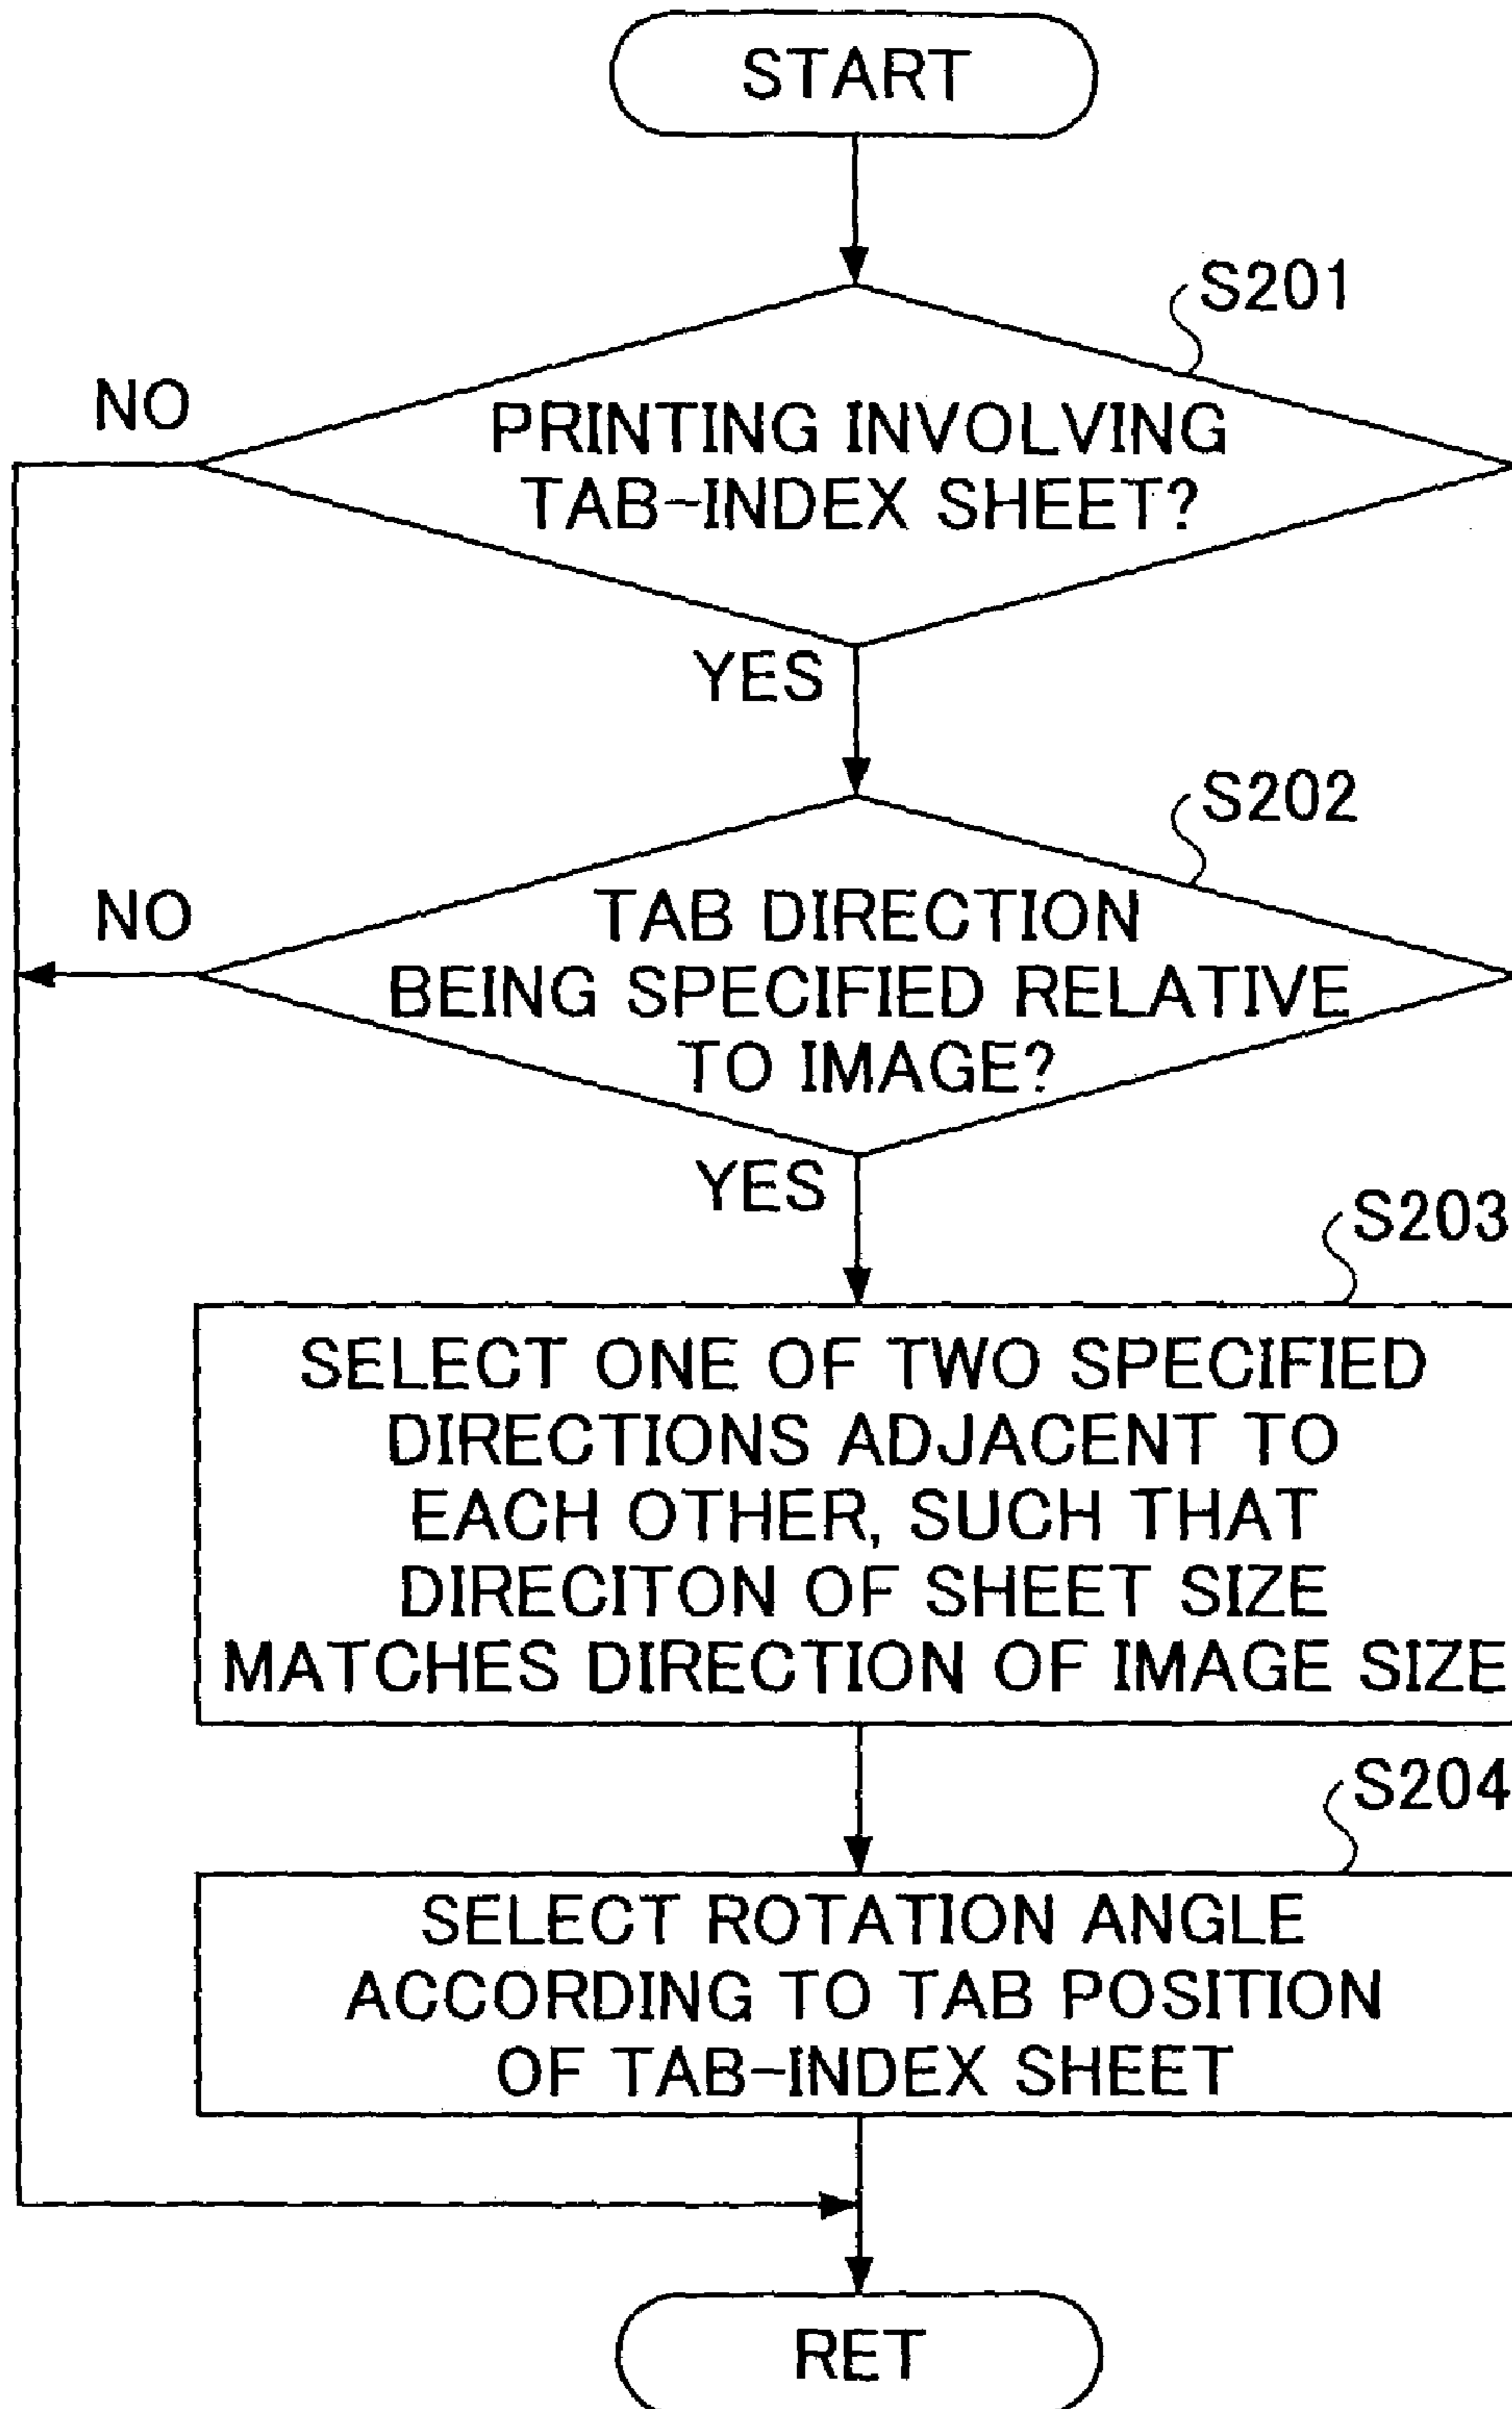 START
S201
NO
PRINTING INVOLVING
TAB-INDEX SHEET?
YES
S202
NO
TAB DIRECTION
BEING SPECIFIED RELATIVE
TO IMAGE?
YES
S203
SELECT ONE OF TWO SPECIFIED
DIRECTIONS ADJACENT TO
EACH OTHER, SUCH THAT
DIRECITON OF SHEET SIZE
MATCHES DIRECTION OF IMAGE SIZE
S204
SELECT ROTATION ANGLE
ACCORDING TO TAB POSITION
OF TAB-INDEX SHEET
RET